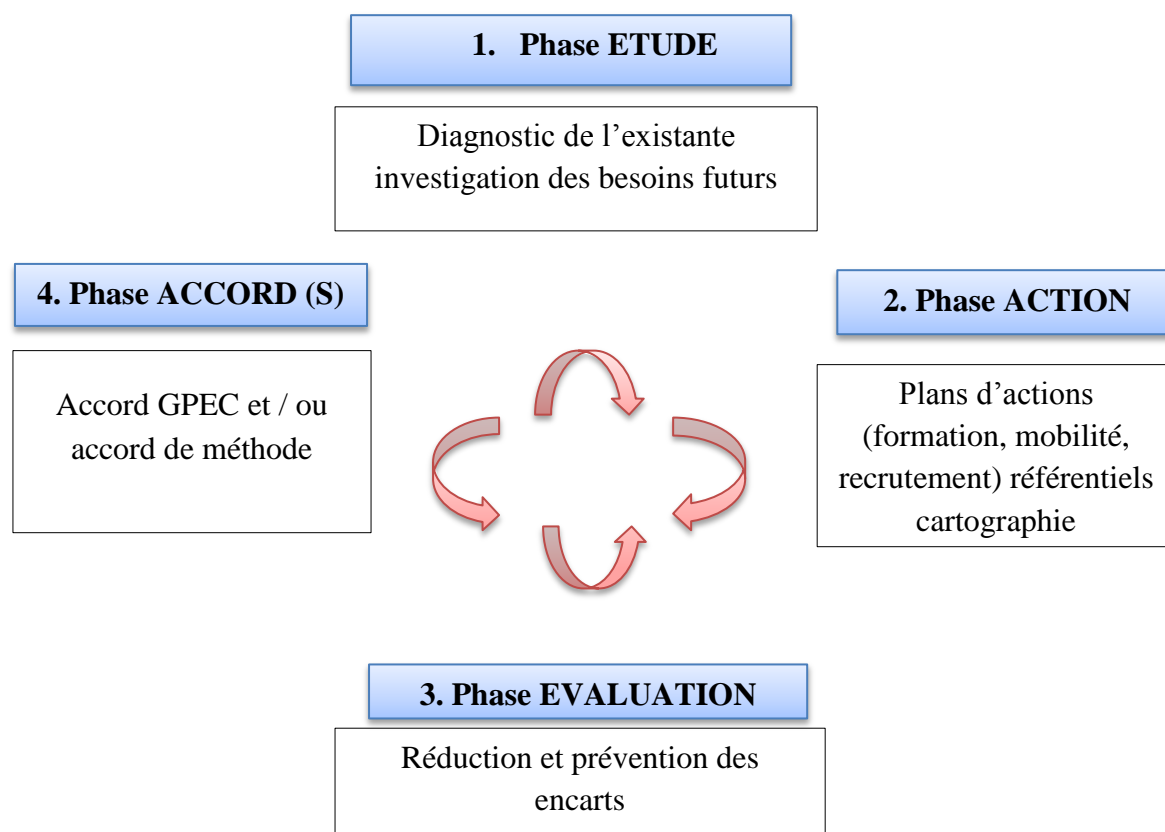 1. Phase ETUDE
Diagnostic de l’existante
investigation des besoins futurs
4. Phase ACCORD (S)
Accord GPEC et / ou
accord de méthode
2. Phase ACTION
Plans d’actions
(formation, mobilité,
recrutement) référentiels
cartographie
3. Phase EVALUATION
Réduction et prévention des
encarts